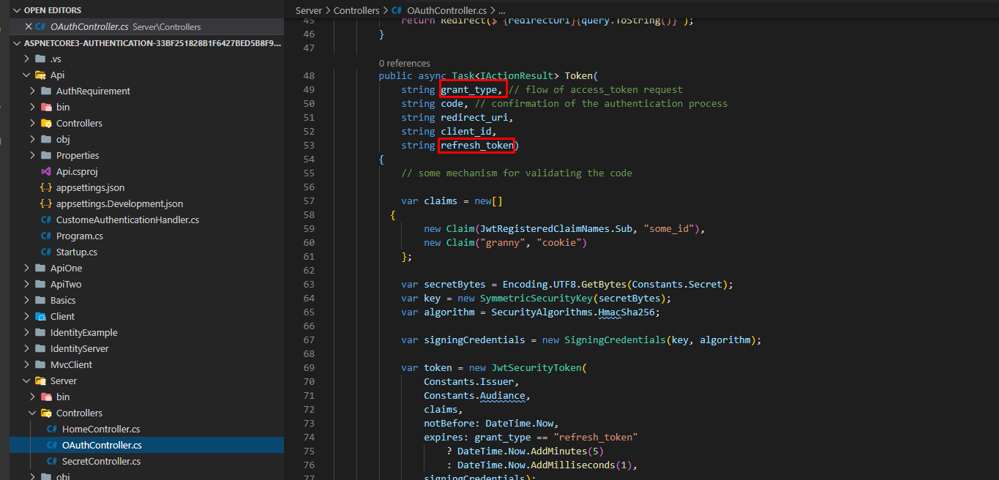 OPEN EDITORS
OAuthController.cs Server\Controllers
ASPNETCORE3-AUTHENTICATION-33BF251828B1F6427BED5B8F9...
.vs
Api
AuthRequirement
bin
Controllers
obj
Properties
Api.csproj
appsettings.json
appsettings.Development.json
CustomeAuthenticationHandler.cs
Program.cs
Startup.cs
ApiOne
ApiTwo
Basics
Client
IdentityExample
IdentityServer
MvcClient
Server
bin
Controllers
HomeController.cs
OAuthController.cs
SecretController.cs
obj
Server > Controllers > OAuthController.cs > ...
45 return Redirect($"{redirectUri}{query.ToString()}");
46 }
47
0 references
48 public async Task<IActionResult> Token(
49 string grant_type, // flow of access_token request
50 string code, // confirmation of the authentication process
51 string redirect_uri,
52 string client_id,
53 string refresh_token)
54 {
55 // some mechanism for validating the code
56
57 var claims = new[]
58 {
59 new Claim(JwtRegisteredClaimNames.Sub, "some_id"),
60 new Claim("granny", "cookie")
61 };
62
63 var secretBytes = Encoding.UTF8.GetBytes(Constants.Secret);
64 var key = new SymmetricSecurityKey(secretBytes);
65 var algorithm = SecurityAlgorithms.HmacSha256;
66
67 var signingCredentials = new SigningCredentials(key, algorithm);
68
69 var token = new JwtSecurityToken(
70 Constants.Issuer,
71 Constants.Audiance,
72 claims,
73 notBefore: DateTime.Now,
74 expires: grant_type == "refresh_token"
75 ? DateTime.Now.AddMinutes(5)
76 : DateTime.Now.AddMilliseconds(1),
77 signingCredentials);